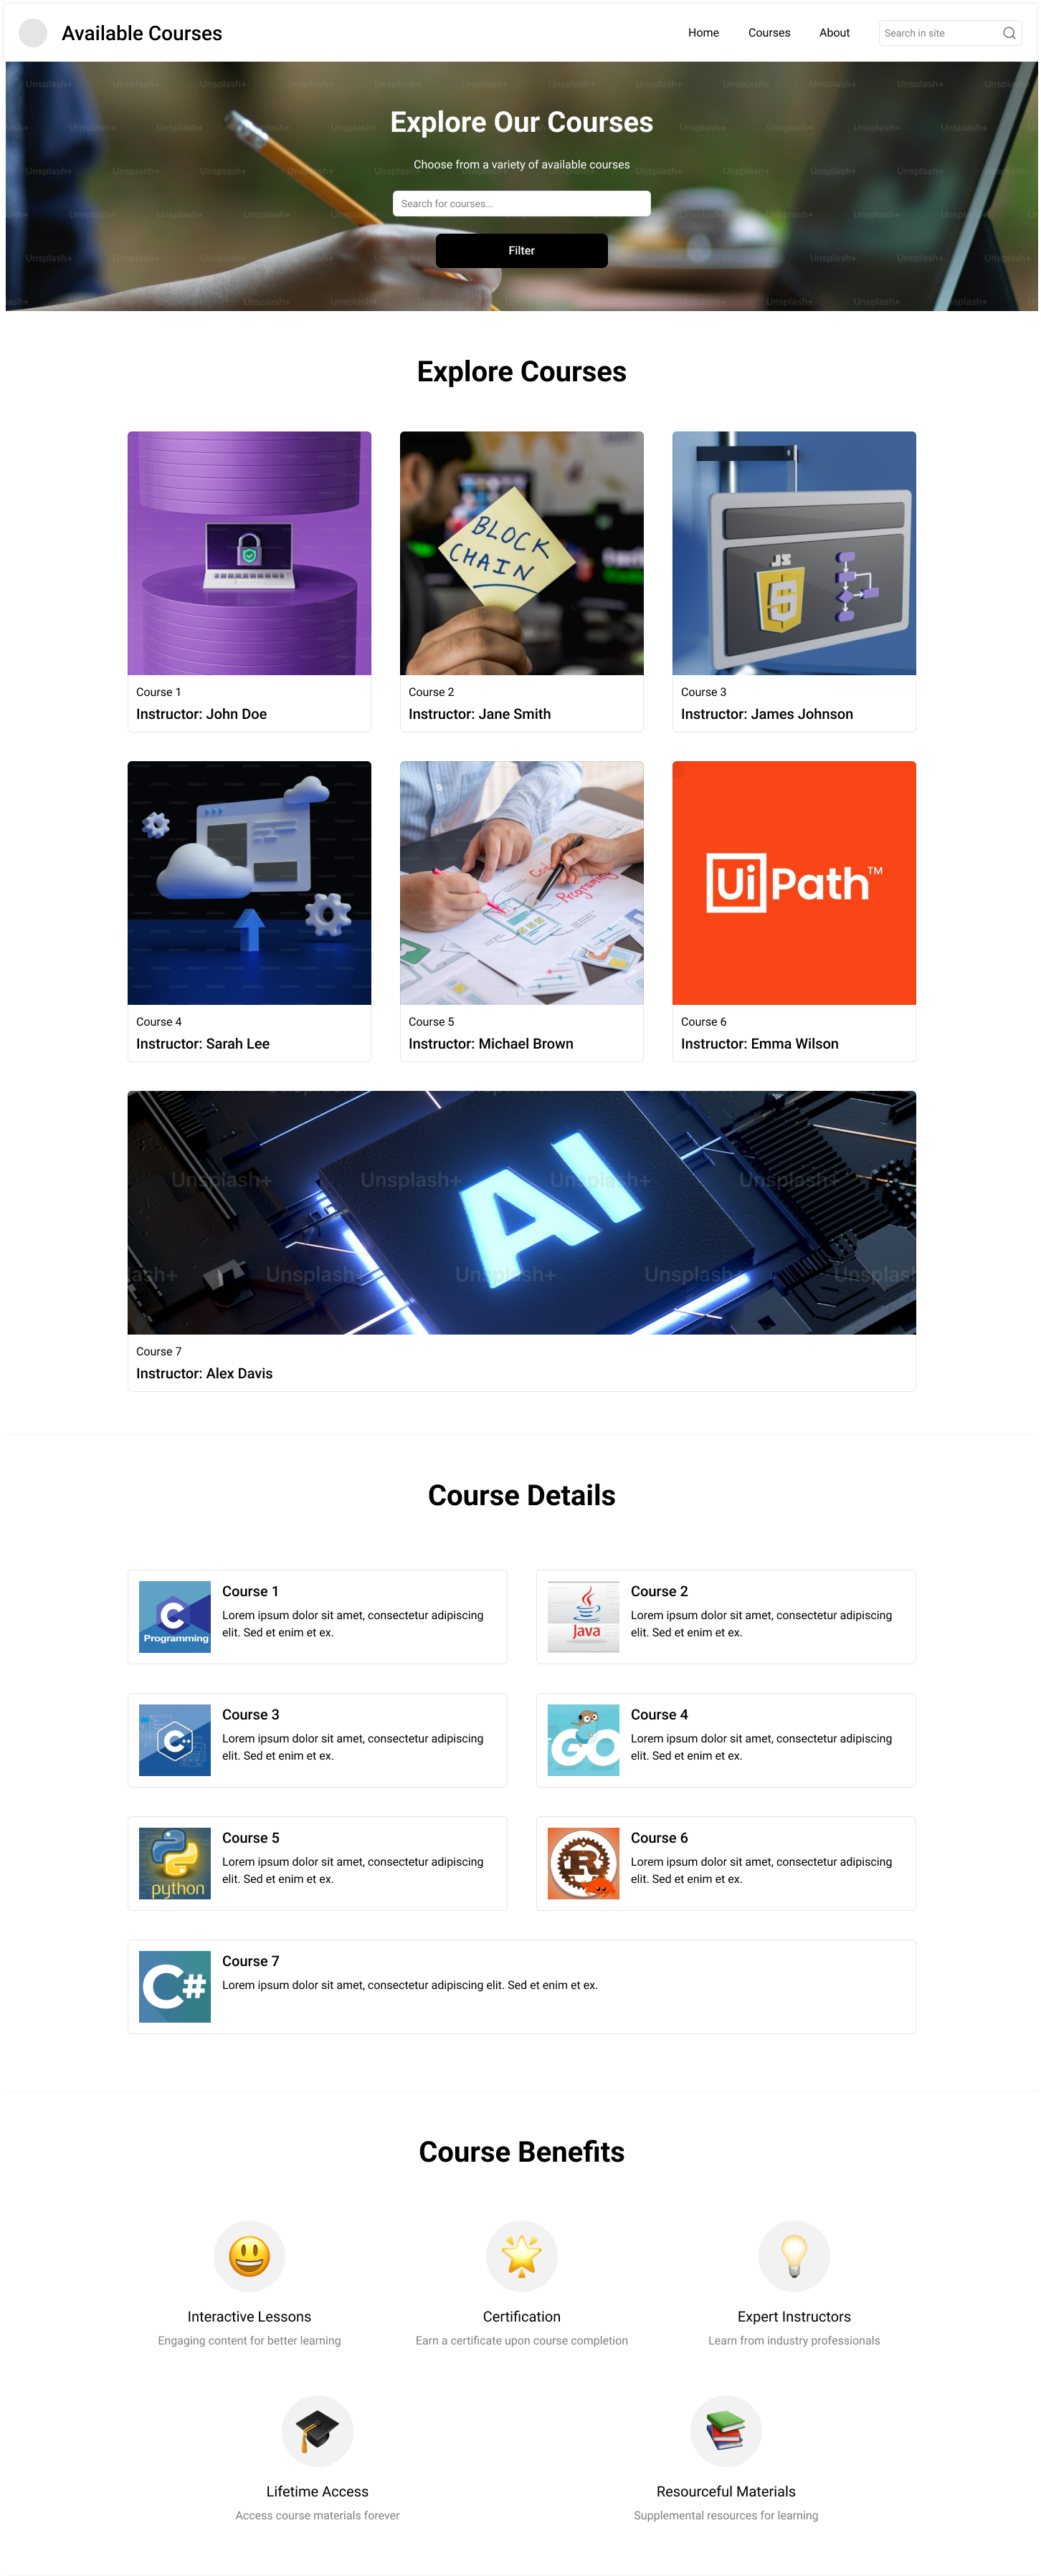 Available Courses
Home
Courses
About
Search in site
Explore Our Courses
Choose from a variety of available courses
Search for courses...
Filter
Explore Courses
Course 1
Instructor: John Doe
BLOCK
CHAIN
Course 2
Instructor: Jane Smith
JS
Course 3
Instructor: James Johnson
Course 4
Instructor: Sarah Lee
Programming
Course 5
Instructor: Michael Brown
UiPath™
Course 6
Instructor: Emma Wilson
AI
Unsplash+ Unsplash+ Unsplash+ Unsplash+
Unsplash+ Unsplash+ Unsplash+ Unsplash+
Course 7
Instructor: Alex Davis
Course Details
C
Programming
Course 1
Lorem ipsum dolor sit amet, consectetur adipiscing
elit. Sed et enim et ex.
Java
Course 2
Lorem ipsum dolor sit amet, consectetur adipiscing
elit. Sed et enim et ex.
C++
Course 3
Lorem ipsum dolor sit amet, consectetur adipiscing
elit. Sed et enim et ex.
GO
Course 4
Lorem ipsum dolor sit amet, consectetur adipiscing
elit. Sed et enim et ex.
python
Course 5
Lorem ipsum dolor sit amet, consectetur adipiscing
elit. Sed et enim et ex.
R
Course 6
Lorem ipsum dolor sit amet, consectetur adipiscing
elit. Sed et enim et ex.
C#
Course 7
Lorem ipsum dolor sit amet, consectetur adipiscing elit. Sed et enim et ex.
Course Benefits
Interactive Lessons
Engaging content for better learning
Certification
Earn a certificate upon course completion
Expert Instructors
Learn from industry professionals
Lifetime Access
Access course materials forever
Resourceful Materials
Supplemental resources for learning